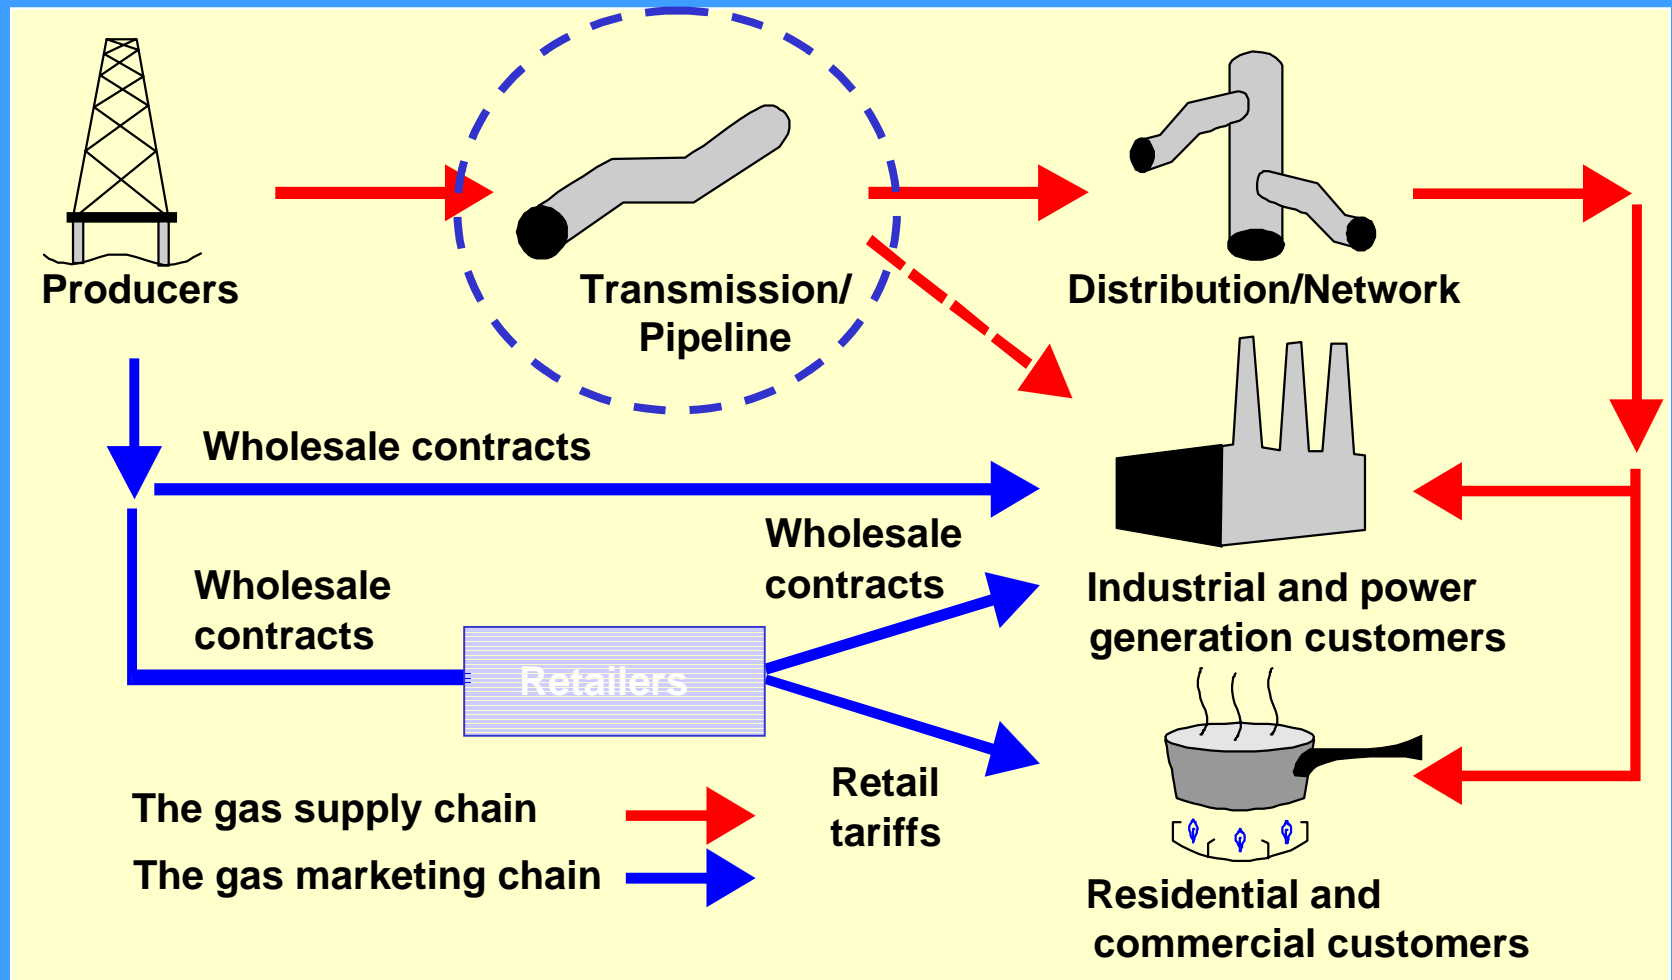 Producers
Transmission/
Pipeline
Distribution/Network
Wholesale contracts
Wholesale
contracts
Wholesale
contracts
Retailers
Industrial and power
generation customers
Retail
tariffs
The gas supply chain
The gas marketing chain
Residential and
commercial customers